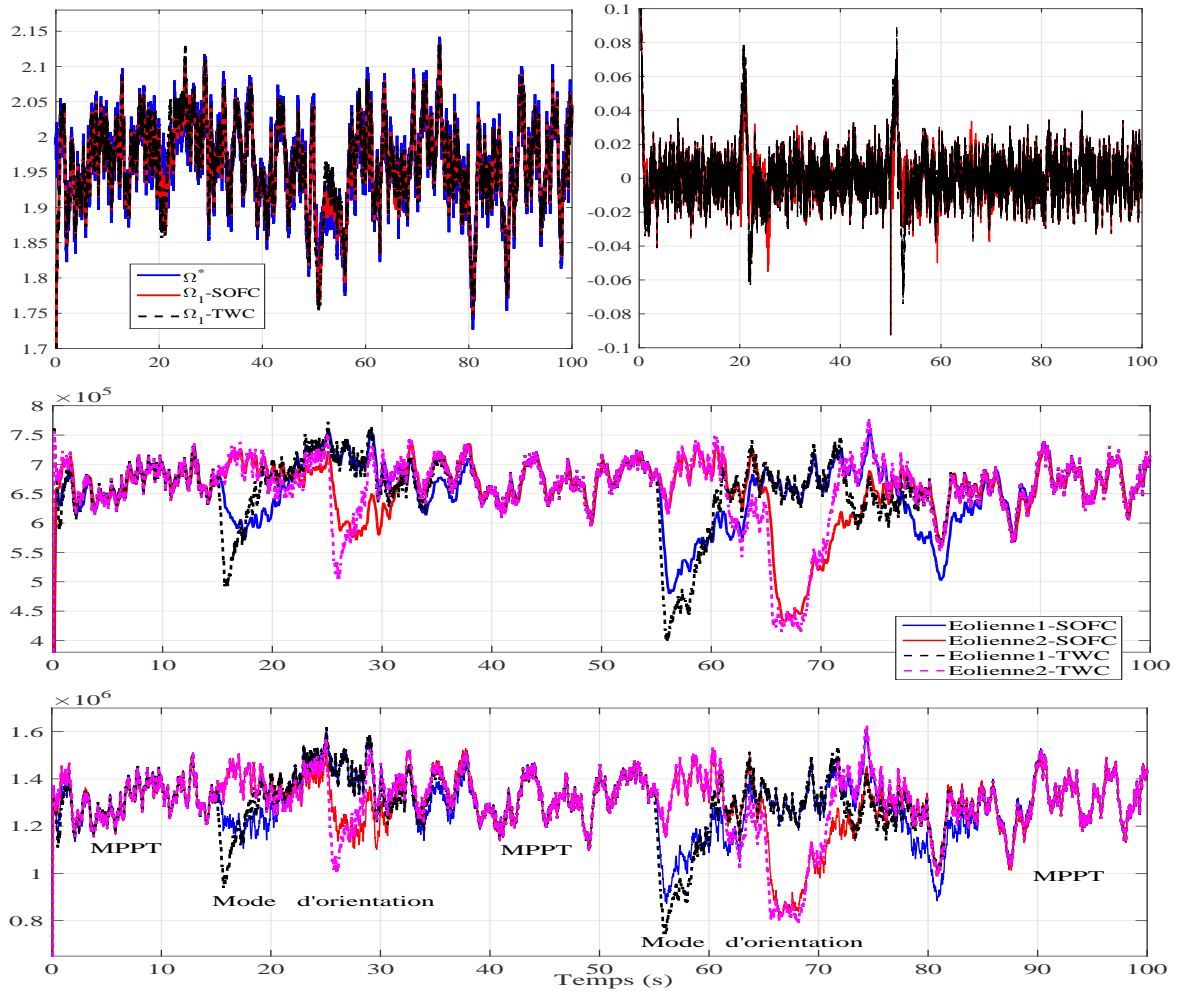 2.15
2.1
2.05
2
1.95
1.9
1.85
1.8
1.75
1.7
0 20 40 60 80 100
Ω*
Ω1-SOFC
Ω1-TWC
0.1
0.08
0.06
0.04
0.02
0
-0.02
-0.04
-0.06
-0.08
-0.1
0 20 40 60 80 100
×10^5
8
7.5
7
6.5
6
5.5
5
4.5
4
0 10 20 30 40 50 60 70 80 90 100
Eolienne1-SOFC
Eolienne2-SOFC
Eolienne1-TWC
Eolienne2-TWC
×10^6
1.6
1.4
1.2
1
0.8
MPPT
MPPT
MPPT
Mode d'orientation
Mode d'orientation
0 10 20 30 40 50 60 70 80 90 100
Temps (s)